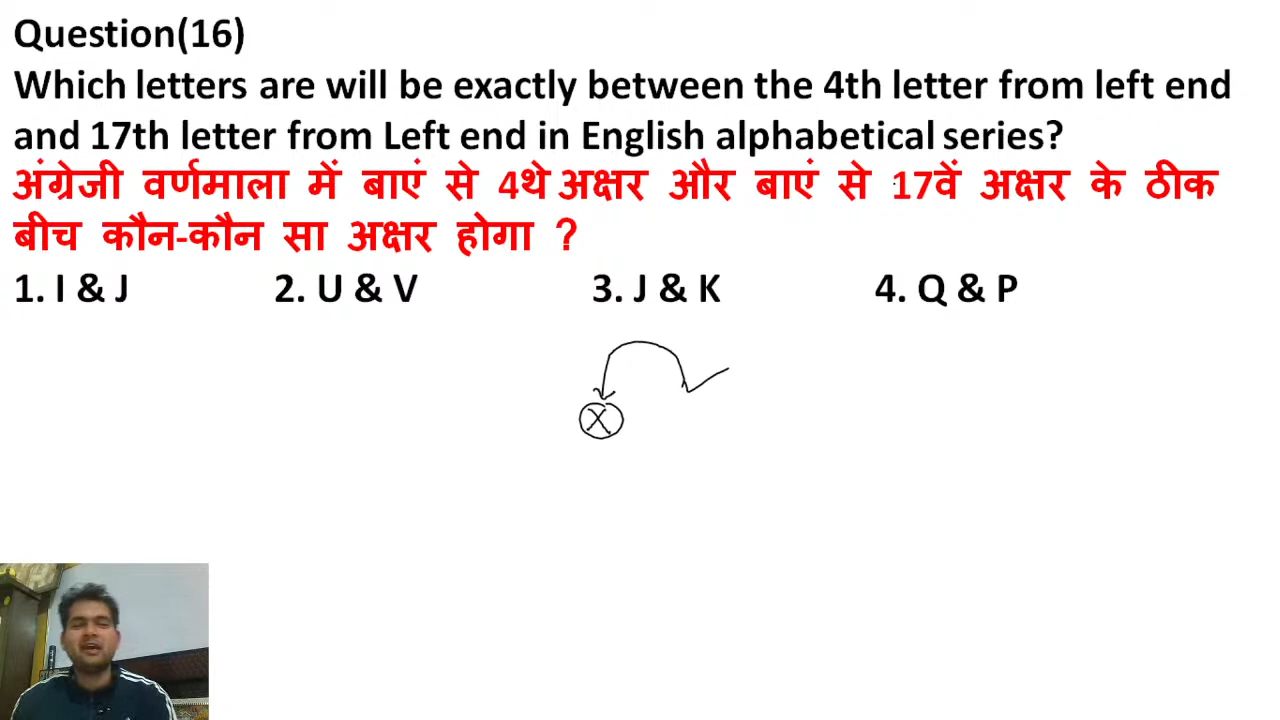 Question(16)
Which letters are will be exactly between the 4th letter from left end
and 17th letter from Left end in English alphabetical series?
अंग्रेजी वर्णमाला में बाएं से 4थे अक्षर और बाएं से 17वें अक्षर के ठीक
बीच कौन-कौन सा अक्षर होगा ?
1. I & J 2. U & V 3. J & K 4. Q & P
X